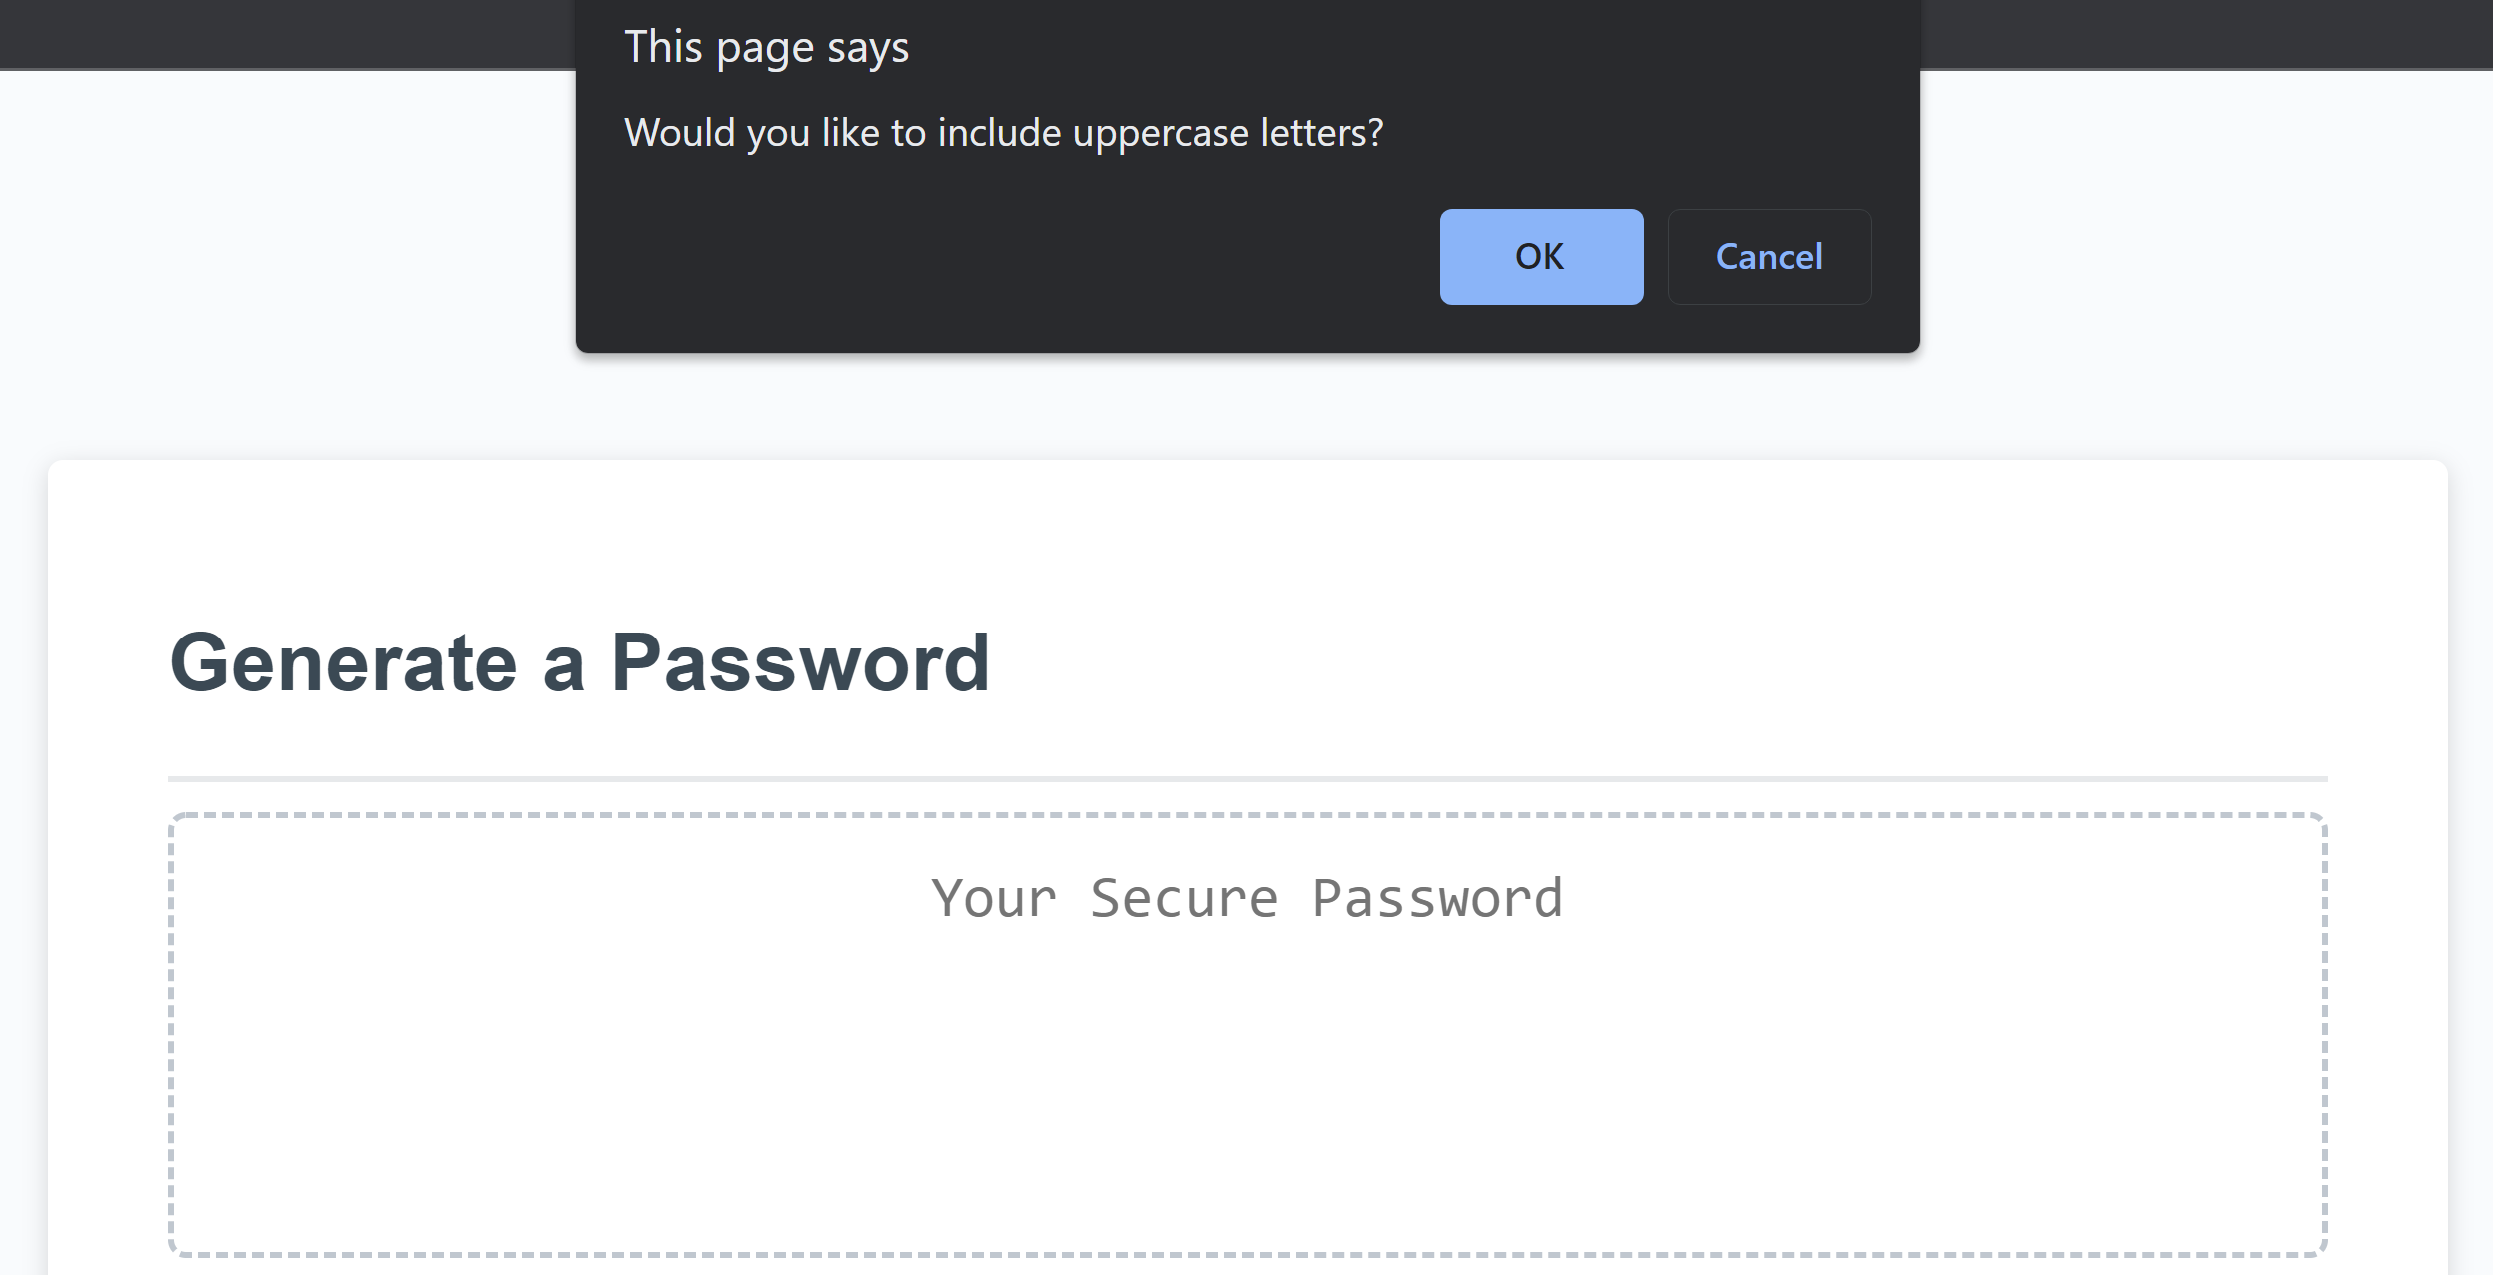 This page says
Would you like to include uppercase letters?
OK
Cancel
Generate a Password
Your Secure Password